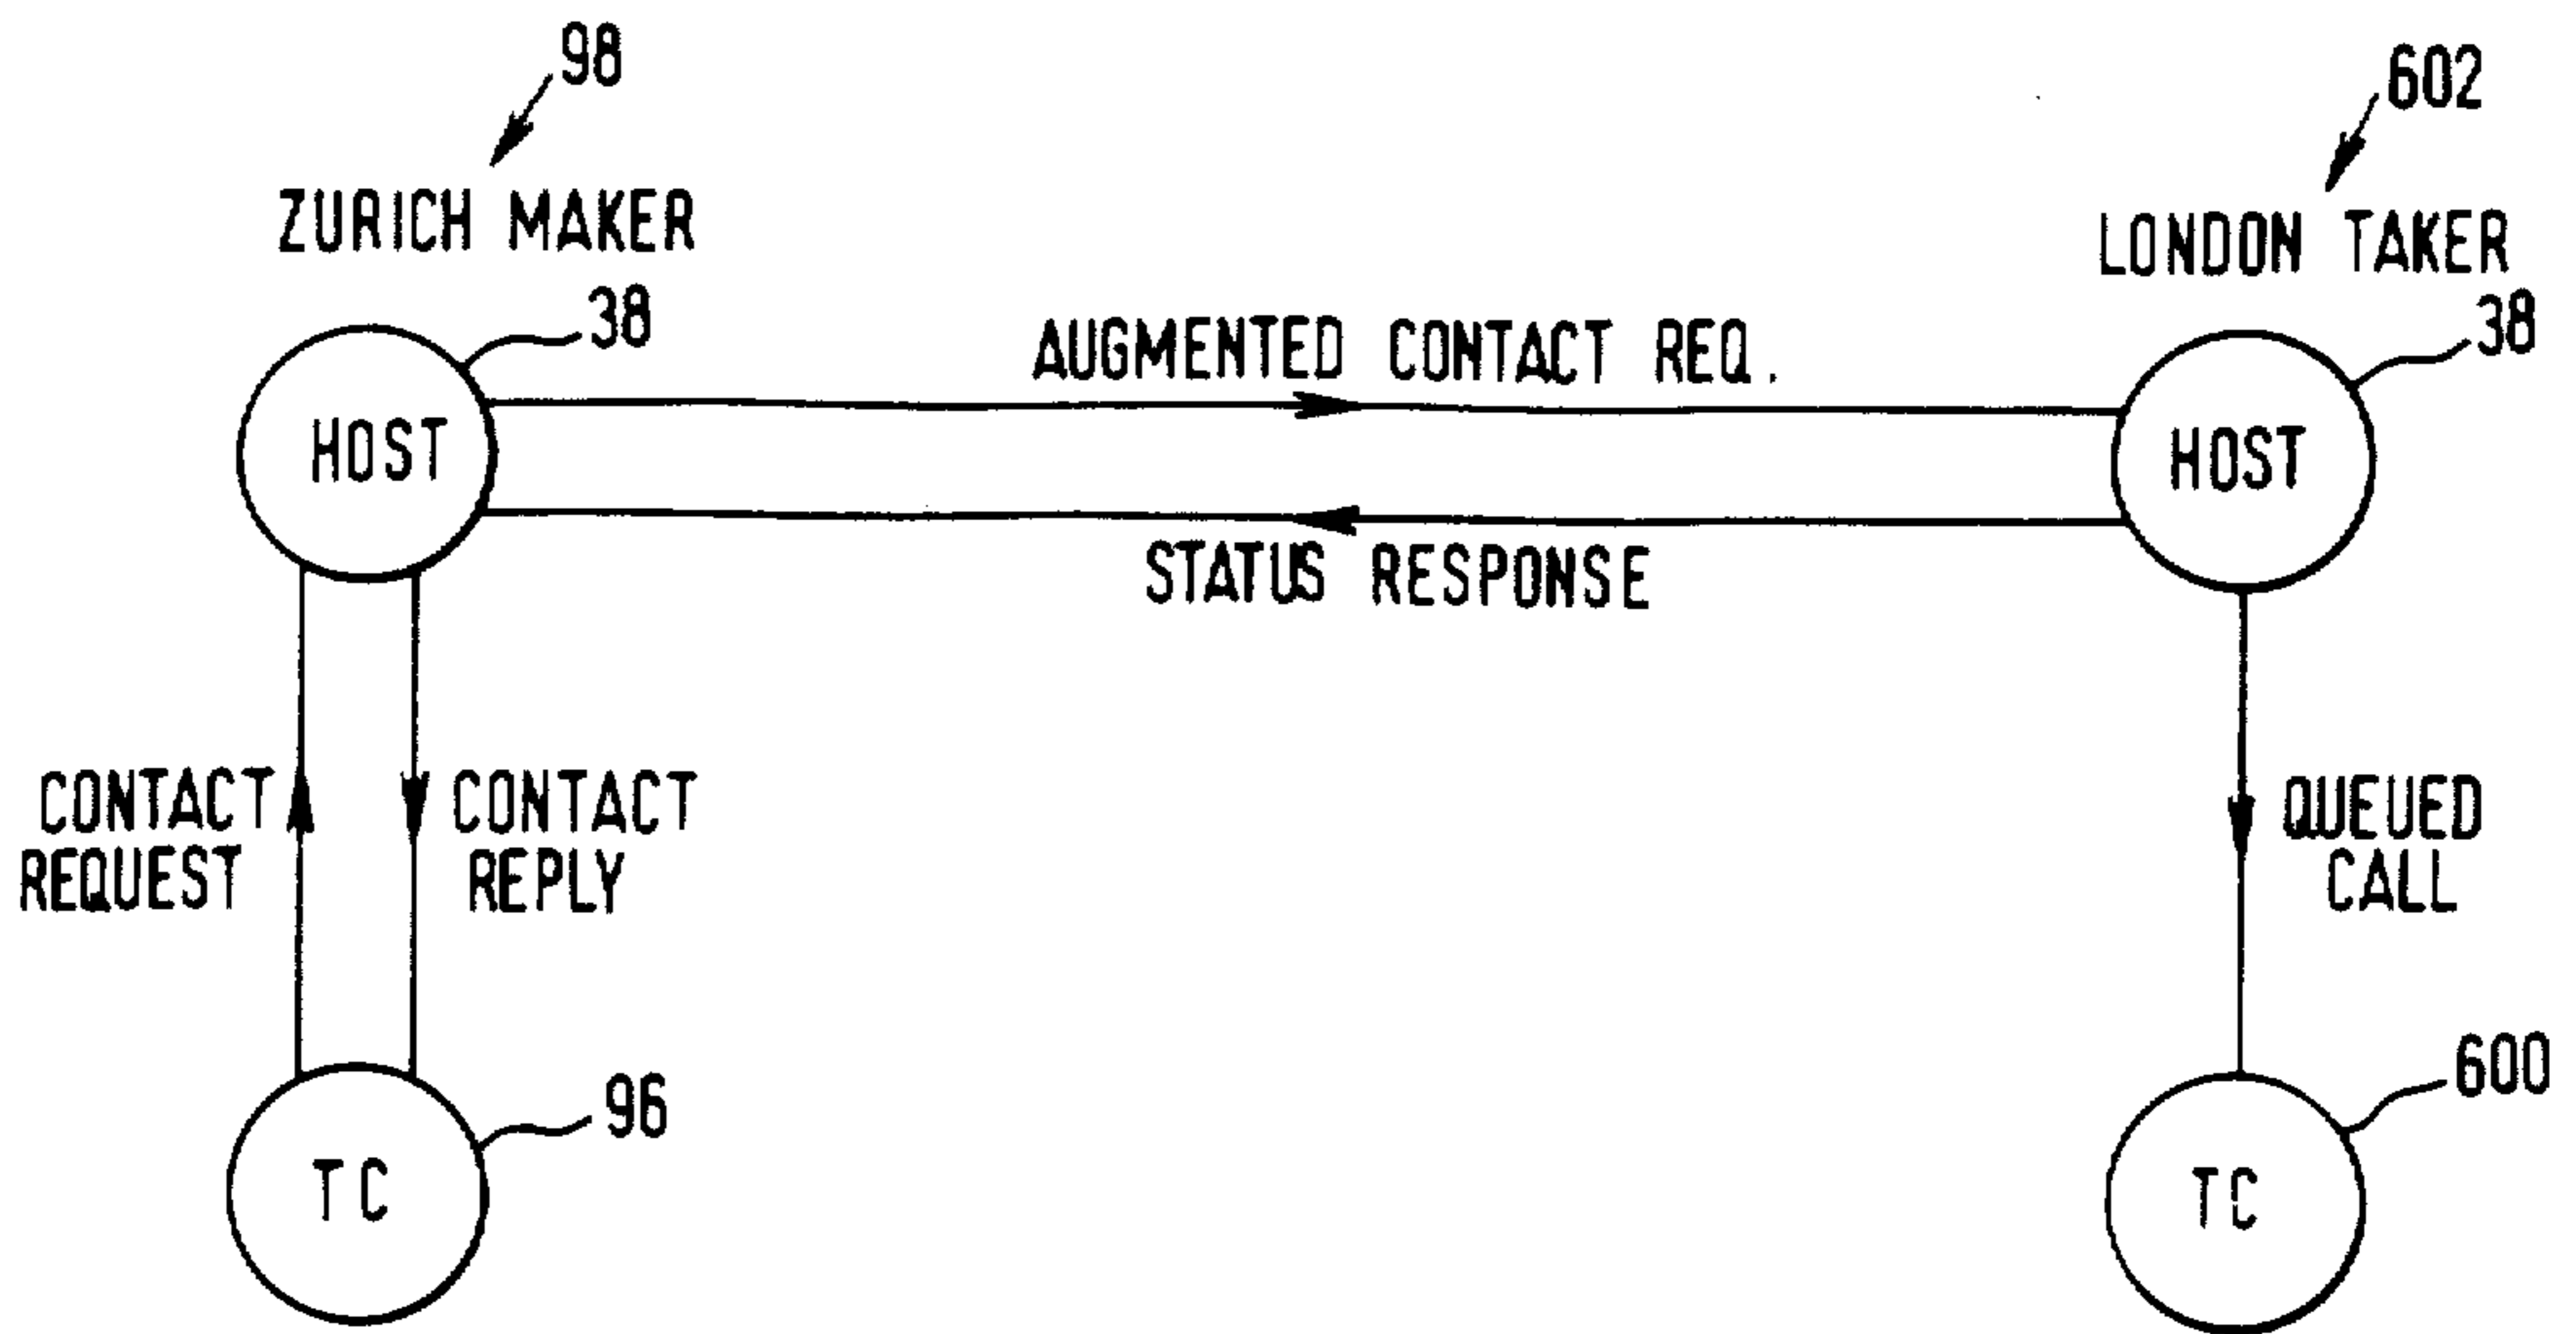 98
602
ZURICH MAKER
LONDON TAKER
38
38
AUGMENTED CONTACT REQ.
HOST
HOST
STATUS RESPONSE
CONTACT
REQUEST
CONTACT
REPLY
QUEUED
CALL
96
600
TC
TC